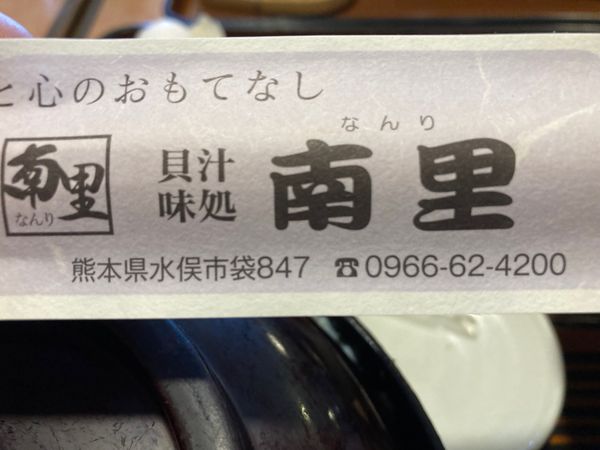 と心のおもてなし
南里
なんり
貝汁
味処
なんり
南里
熊本県水俣市袋847 ☎0966-62-4200